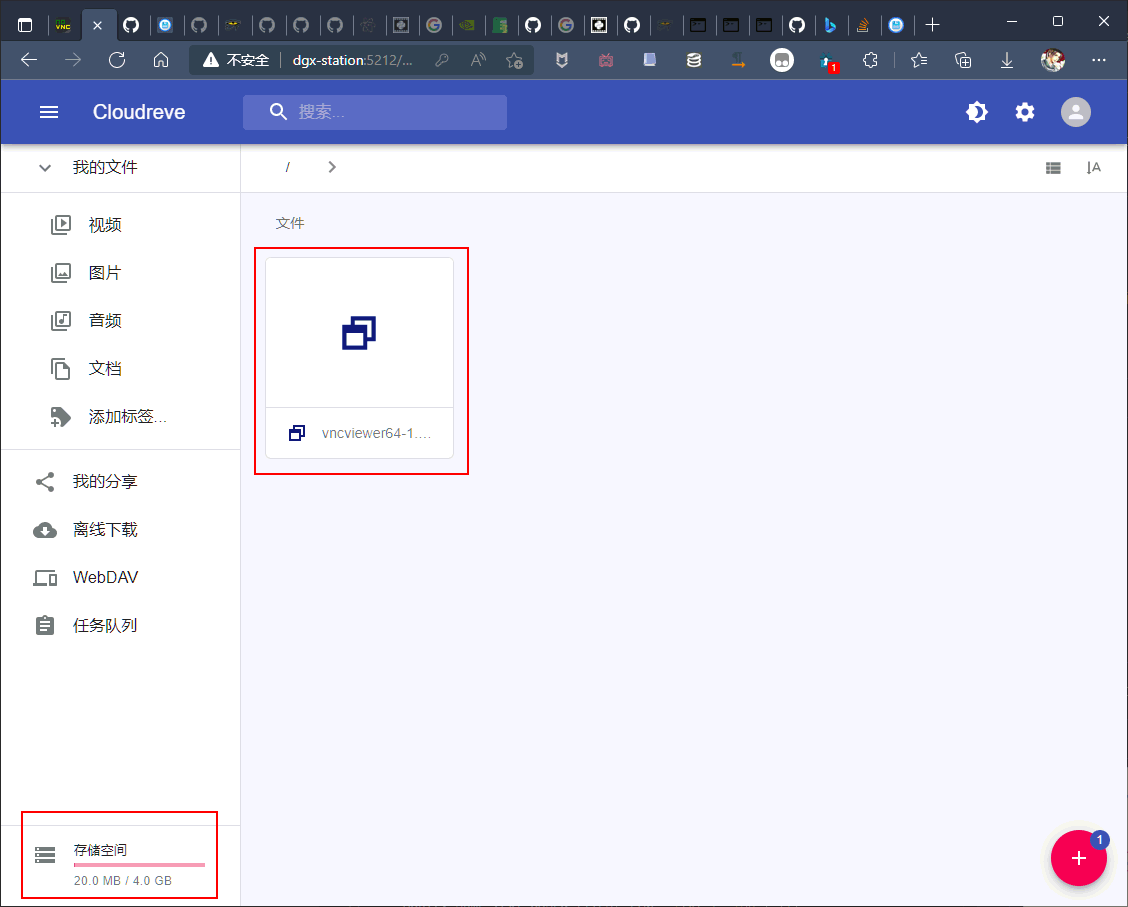 VNC
不安全
dgx-station:5212/...
1
Cloudreve
搜索...
我的文件
/
视频
图片
音频
文档
添加标签...
我的分享
离线下载
WebDAV
任务队列
存储空间
20.0 MB / 4.0 GB
文件
vncviewer64-1....
1